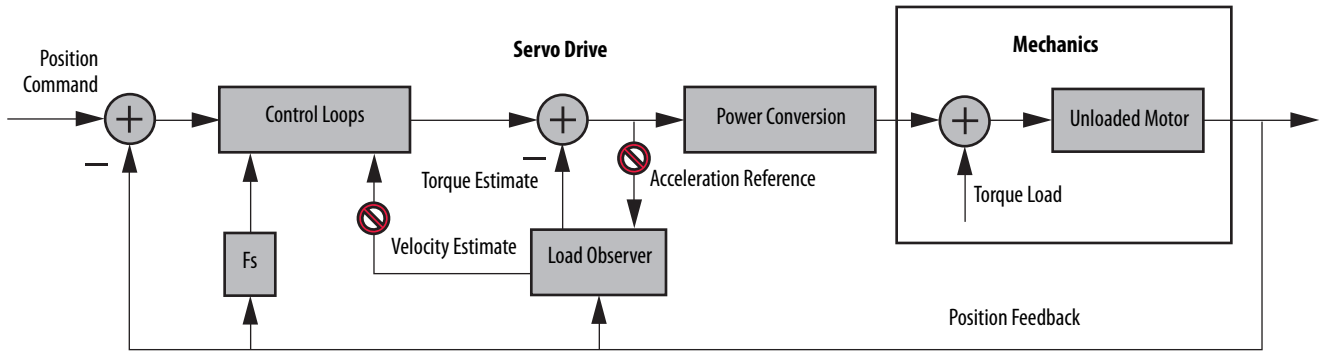 Position
Command
Servo Drive
Mechanics
Control Loops
Power Conversion
Unloaded Motor
Torque Estimate
Acceleration Reference
Torque Load
Fs
Velocity Estimate
Load Observer
Position Feedback